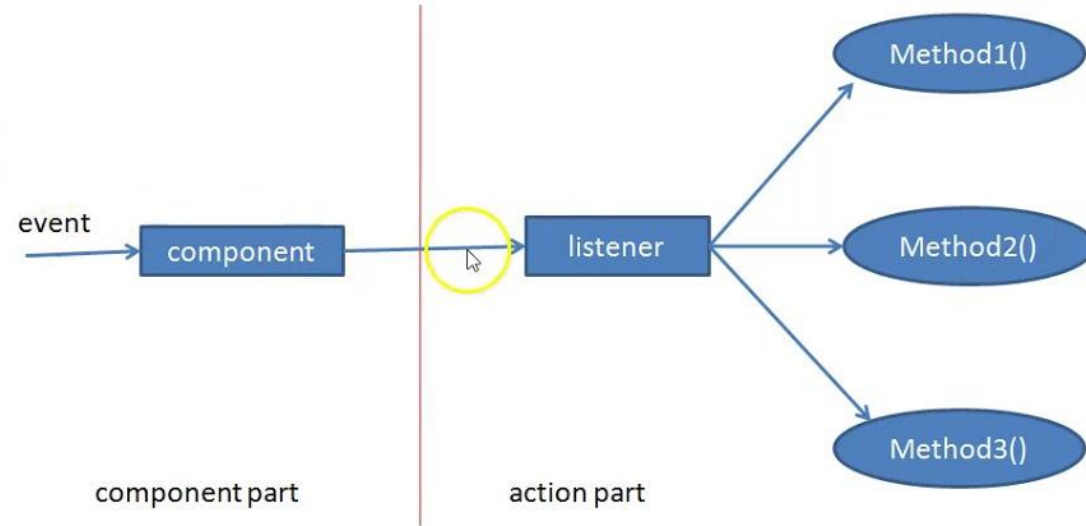 Method1()
event
component
listener
Method2()
Method3()
component part
action part